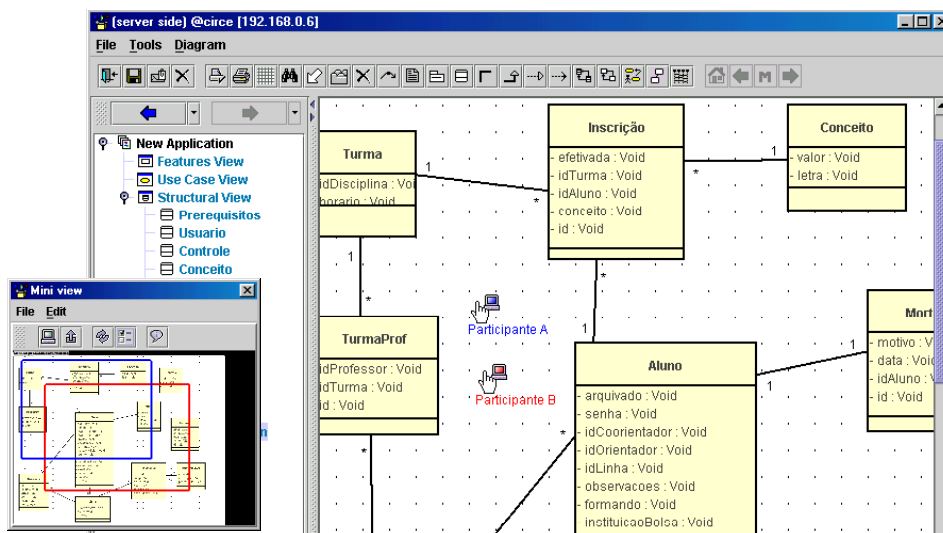 (server side) @circe [192.168.0.6]
File Tools Diagram
M
New Application
Features View
Use Case View
Structural View
Prerequisitos
Usuario
Controle
Conceito
Mini view
File Edit
Turma
idDisciplina : Voi
horario : Void
1
*
1
*
TurmaProf
idProfessor : Void
idTurma : Void
id : Void
*
Inscrição
- efetivada : Void
- idTurma : Void
- idAluno : Void
- conceito : Void
- id : Void
*
1
Conceito
- valor : Void
- letra : Void
*
1
Participante A
Participante B
Aluno
- arquivado : Void
- senha : Void
- idCoorientador : Void
- idOrientador : Void
- idLinha : Void
- observacoes : Void
- formando : Void
instituicaoBolsa : Void
*
1
1
Mort
- motivo : V
- data : Void
- idAluno : V
- id : Void